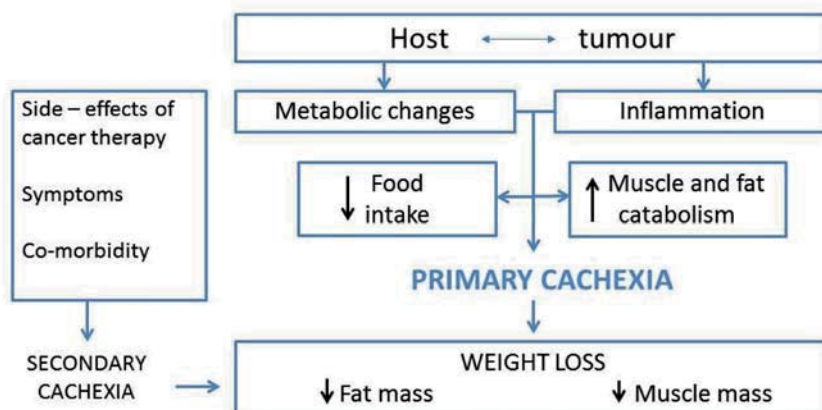 Host tumour
Side – effects of
cancer therapy
Symptoms
Co-morbidity
Metabolic changes
Inflammation
Food
intake
Muscle and fat
catabolism
PRIMARY CACHEXIA
SECONDARY
CACHEXIA
WEIGHT LOSS
Fat mass Muscle mass